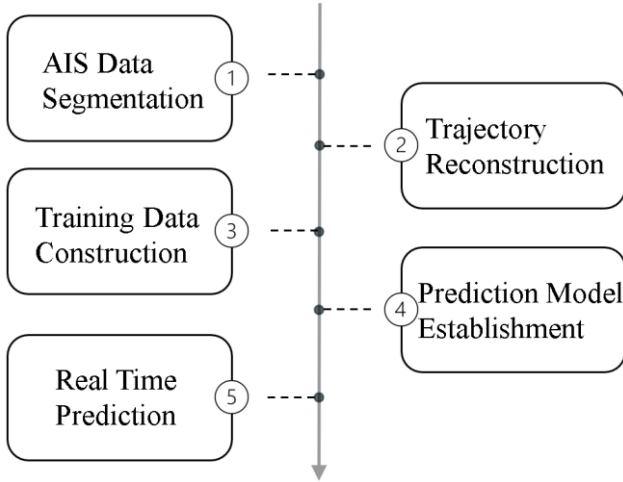 AIS Data
Segmentation
1
2
Trajectory
Reconstruction
Training Data
Construction
3
4
Prediction Model
Establishment
Real Time
Prediction
5